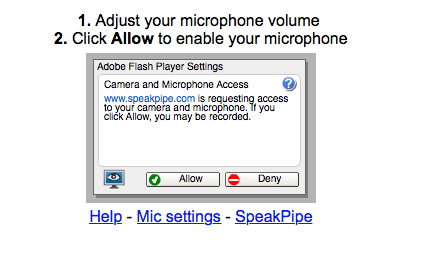 1. Adjust your microphone volume
2. Click Allow to enable your microphone
Adobe Flash Player Settings
Camera and Microphone Access
www.speakpipe.com is requesting access
to your camera and microphone. If you
click Allow, you may be recorded.
Allow Deny
Help - Mic settings - SpeakPipe